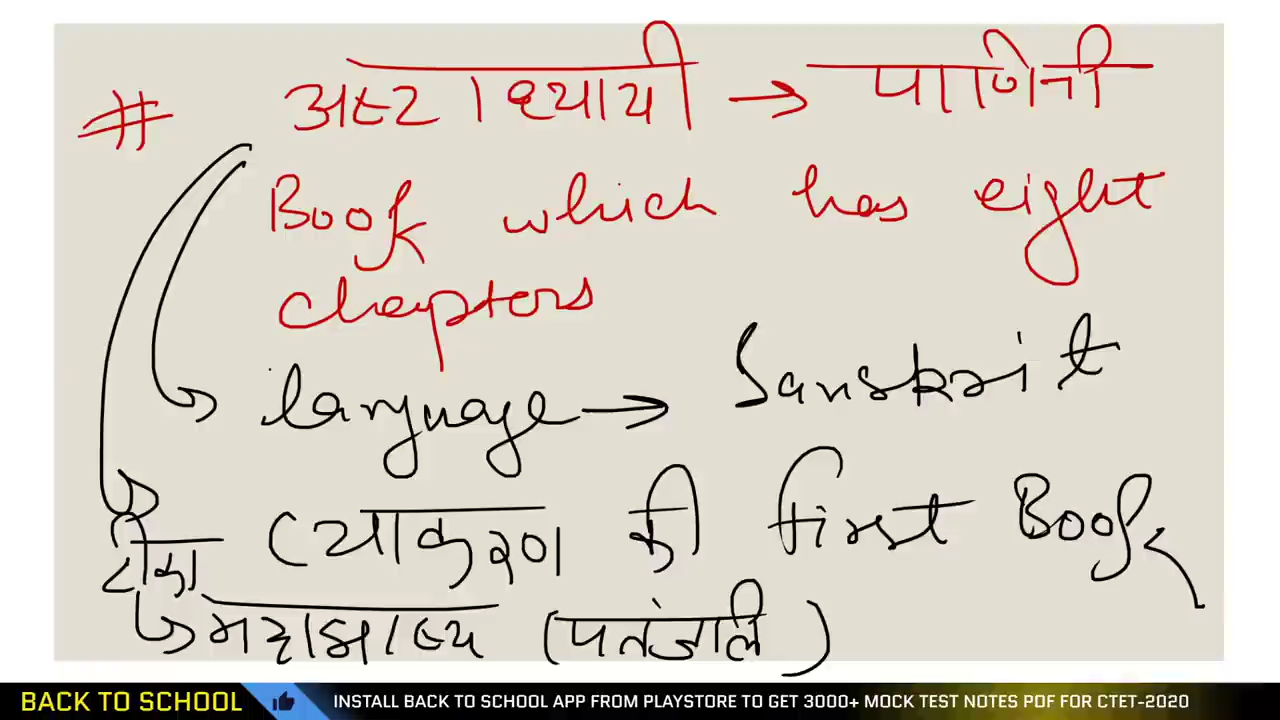 # अष्टाध्यायी → पाणिनी
Book which has eight
chapters
language → Sanskrit
व्याकरण की first Book
टीका
महाभाष्य (पतंजलि)
BACK TO SCHOOL INSTALL BACK TO SCHOOL APP FROM PLAYSTORE TO GET 3000+ MOCK TEST NOTES PDF FOR CTET-2020